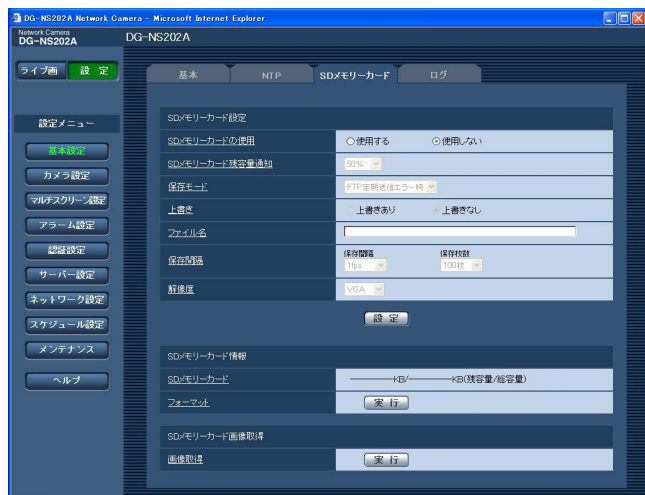 DG-NS202A Network Camera - Microsoft Internet Explorer
Network Camera
DG-NS202A
DG-NS202A
ライブ画 設 定
基本 NTP SDメモリーカード ログ
設定メニュー
基本設定
カメラ設定
マルチスクリーン設定
アラーム設定
認証設定
サーバー設定
ネットワーク設定
スケジュール設定
メンテナンス
ヘルプ
SDメモリーカード設定
SDメモリーカードの使用 使用する 使用しない
SDメモリーカード残容量通知 50%
保存モード FTP定期送信エラー時
上書き 上書きあり 上書きなし
ファイル名
保存間隔 保存間隔 保存枚数
1fps 100枚
解像度 VGA
設 定
SDメモリーカード情報
SDメモリーカード ――――KB/――――KB(残容量/総容量)
フォーマット 実 行
SDメモリーカード画像取得
画像取得 実 行